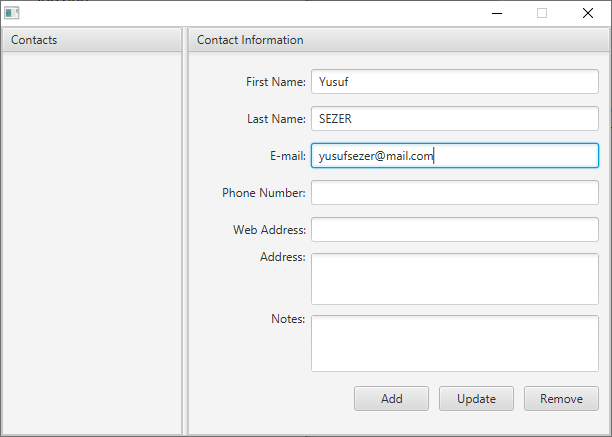 Contacts
Contact Information
First Name: Yusuf
Last Name: SEZER
E-mail: yusufsezer@mail.com
Phone Number:
Web Address:
Address:
Notes:
Add Update Remove